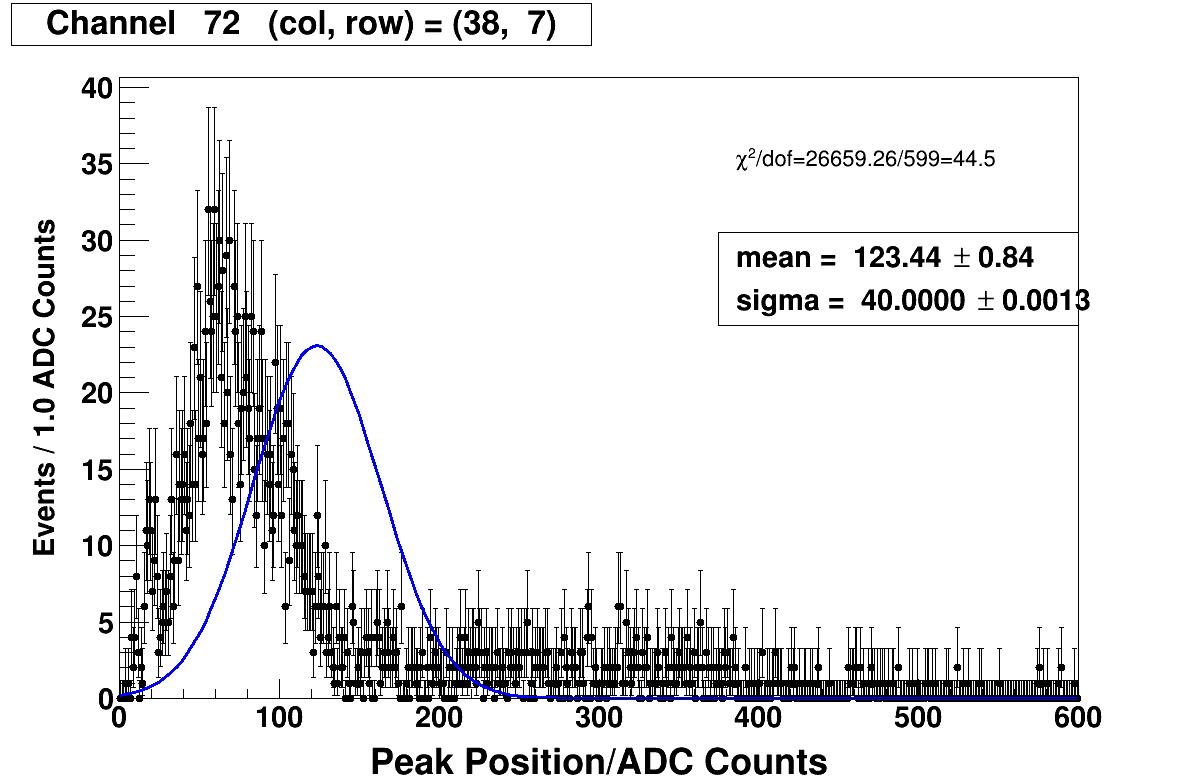 Channel 72 (col, row) = (38, 7)
χ²/dof=26659.26/599=44.5
mean = 123.44 ± 0.84
sigma = 40.0000 ± 0.0013
Events / 1.0 ADC Counts
40
35
30
25
20
15
10
5
0
0 100 200 300 400 500 600
Peak Position/ADC Counts